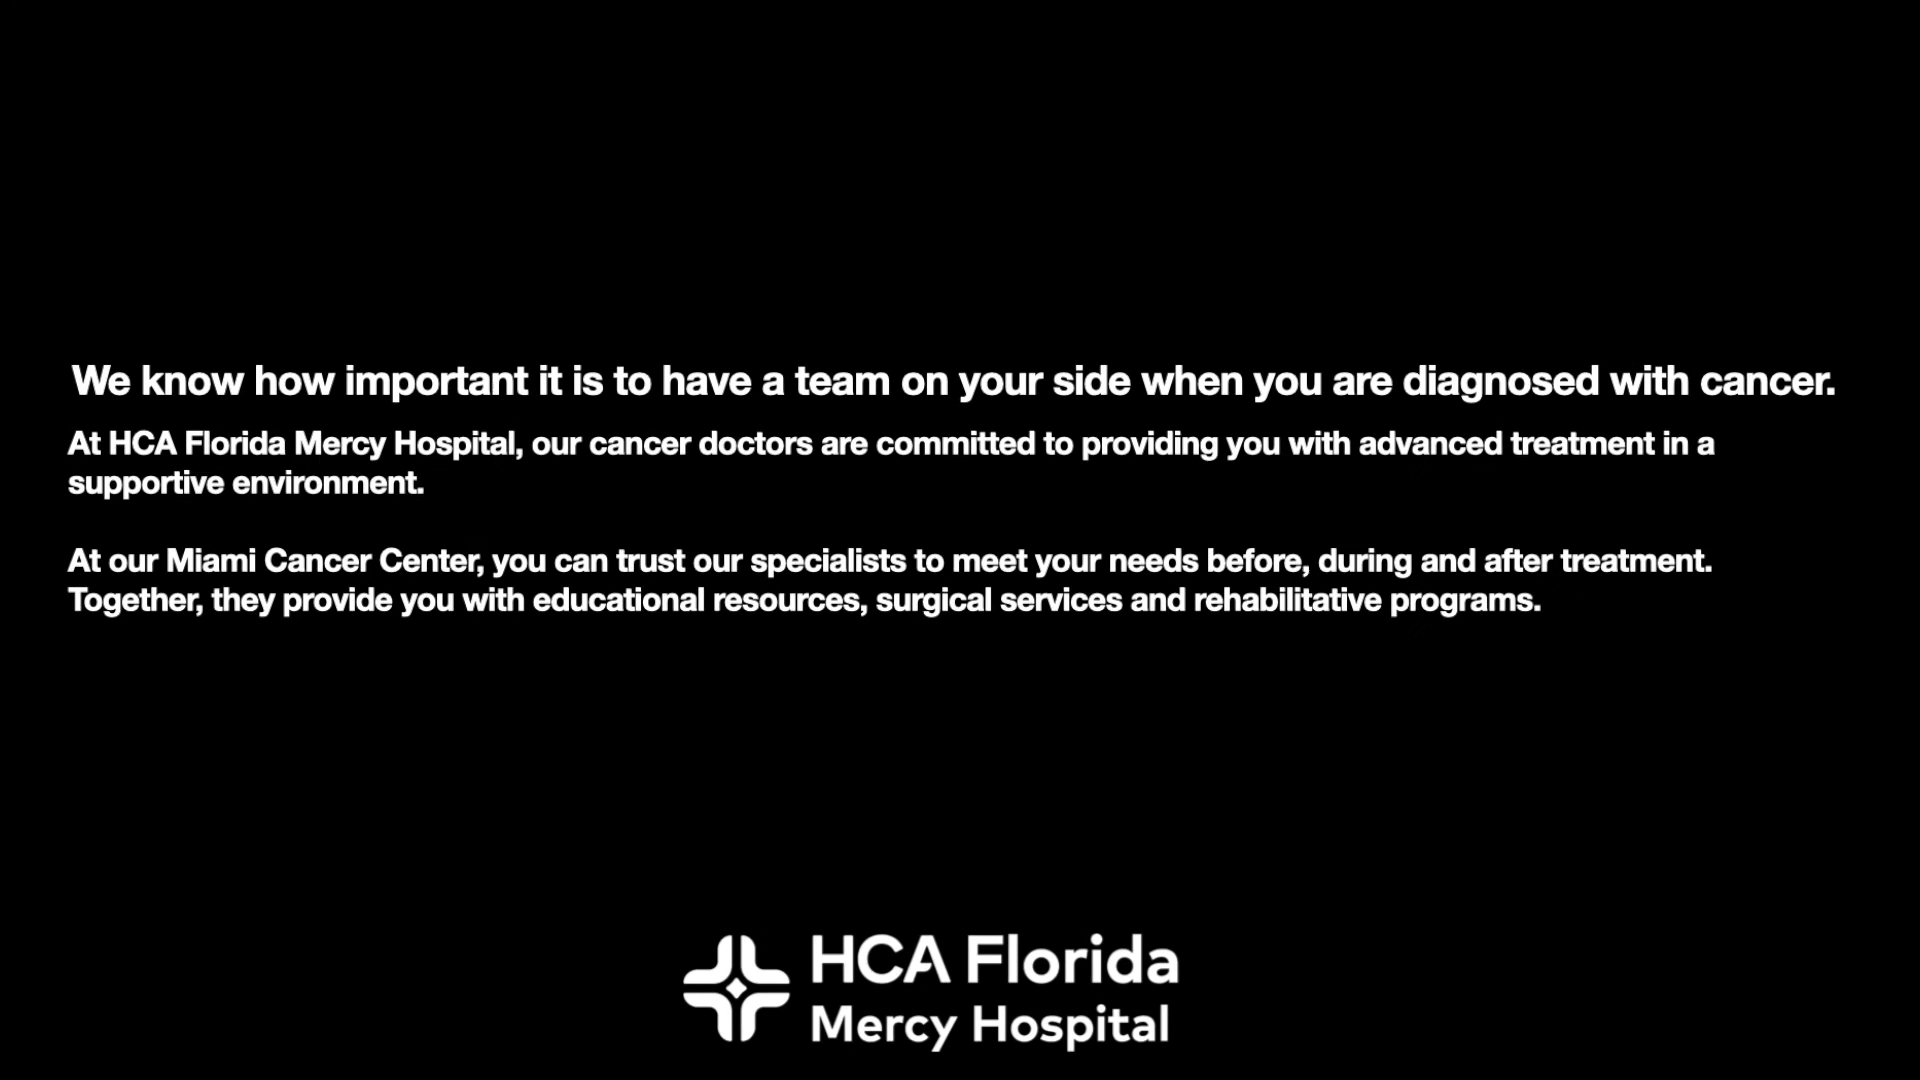 We know how important it is to have a team on your side when you are diagnosed with cancer.
At HCA Florida Mercy Hospital, our cancer doctors are committed to providing you with advanced treatment in a
supportive environment.
At our Miami Cancer Center, you can trust our specialists to meet your needs before, during and after treatment.
Together, they provide you with educational resources, surgical services and rehabilitative programs.
HCA Florida
Mercy Hospital